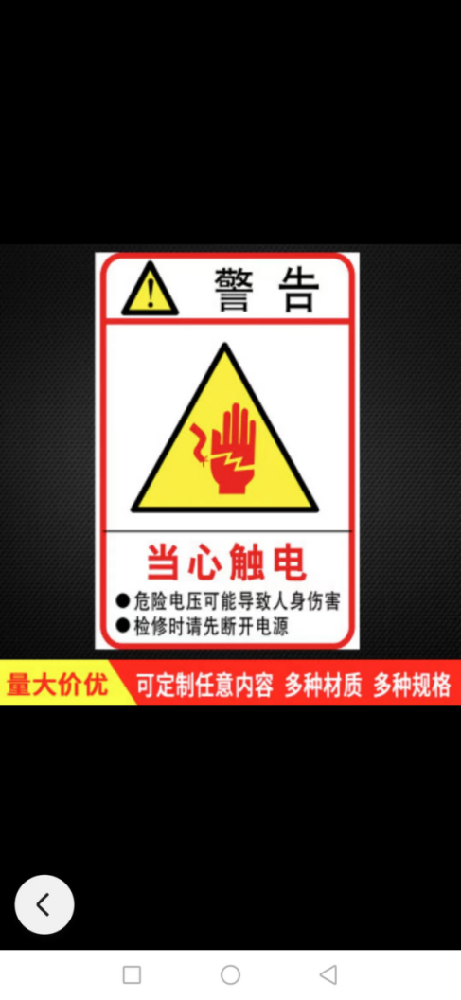 警告
当心触电
●危险电压可能导致人身伤害
●检修时请先断开电源
量大价优 可定制任意内容 多种材质 多种规格